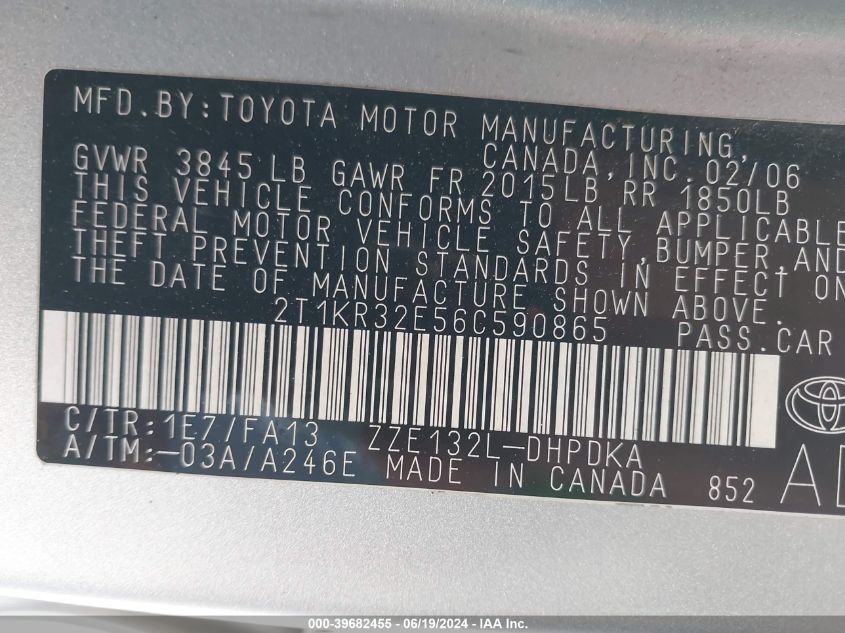 MFD.BY:TOYOTA MOTOR MANUFACTURING,
CANADA, INC. 02/06
GVWR 3845LB GAWR FR 2015LB RR 1850LB
THIS VEHICLE CONFORMS TO ALL APPLICABLE
FEDERAL MOTOR VEHICLE SAFETY,BUMPER,AND
THEFT PREVENTION STANDARDS IN EFFECT ON
THE DATE OF MANUFACTURE SHOWN ABOVE.
2T1KR32E56C590865 PASS.CAR
C/TR:1E7/FA13 ZZE132L-DHPDKA
A/TM:-03A/A246E MADE IN CANADA 852
000-39682455 - 06/19/2024 - IAA Inc.